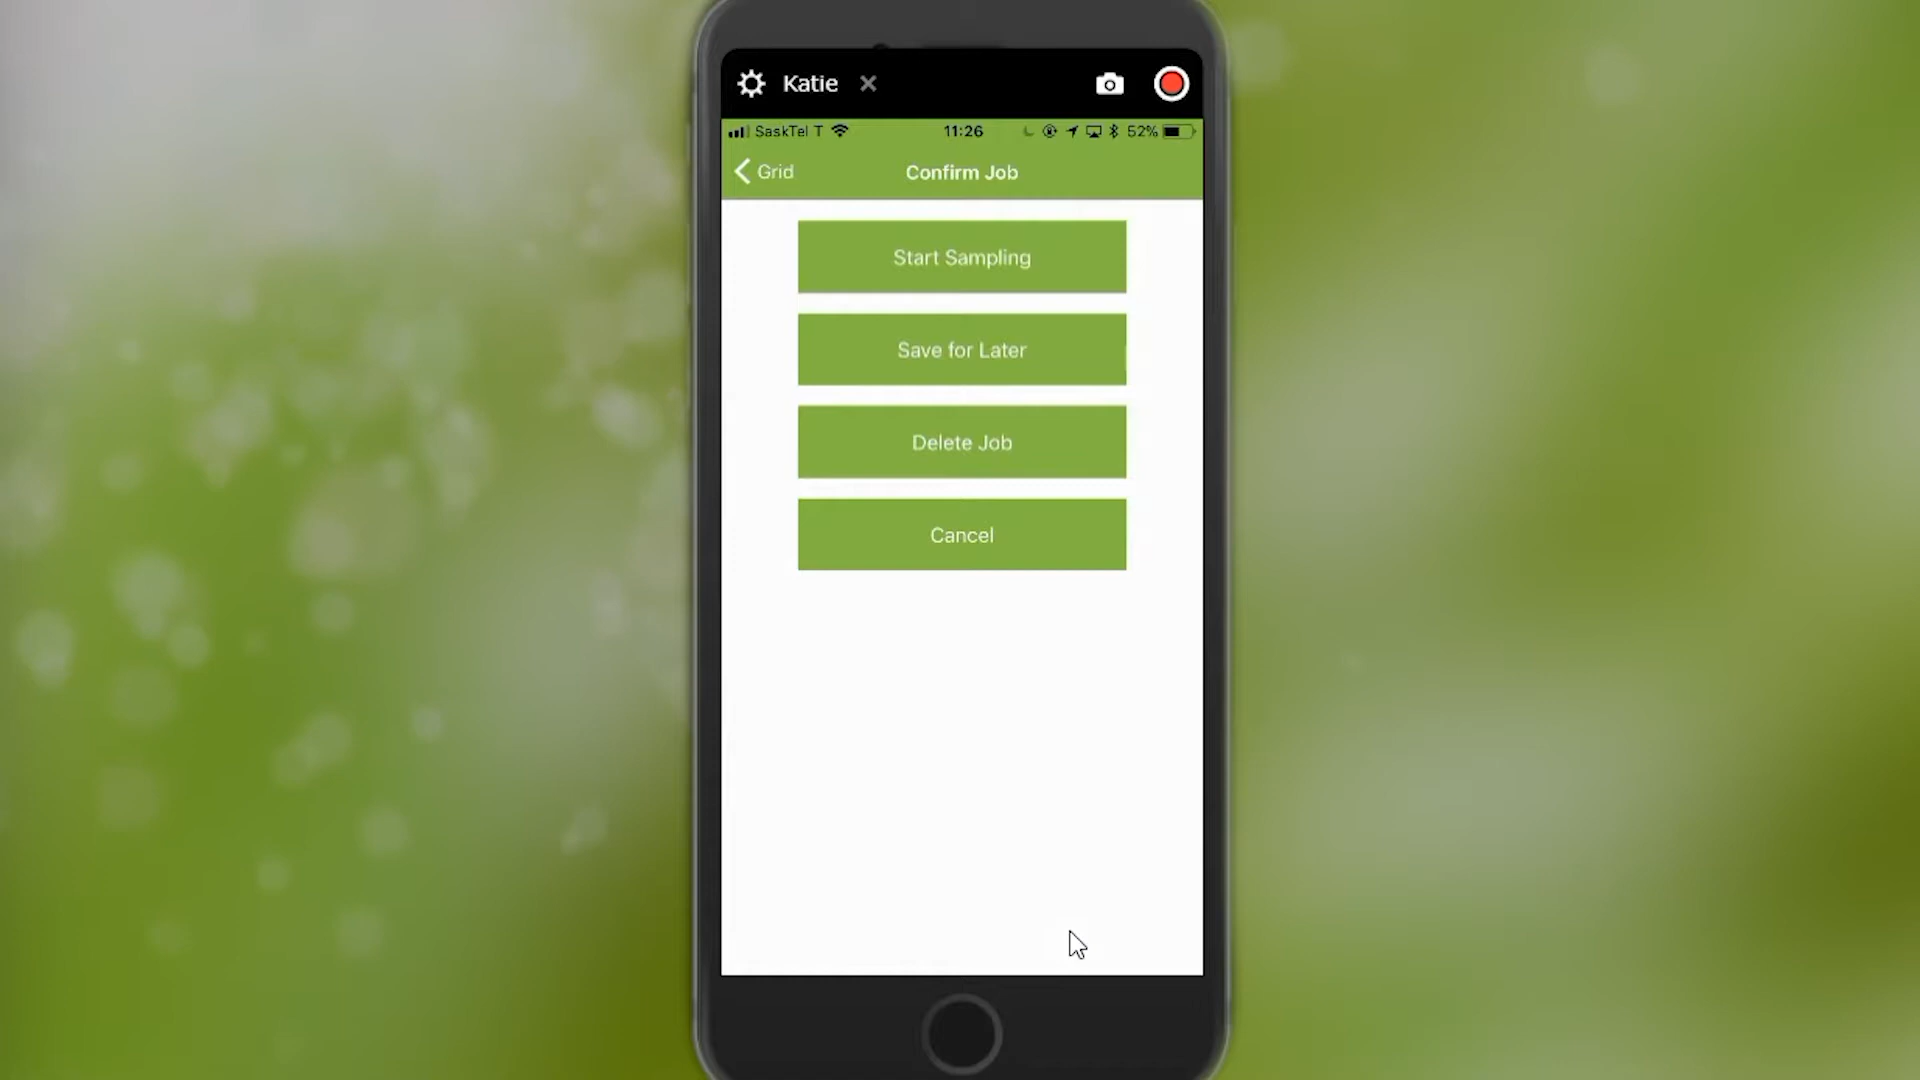 Katie
SaskTel T 11:26 52%
Grid Confirm Job
Start Sampling
Save for Later
Delete Job
Cancel